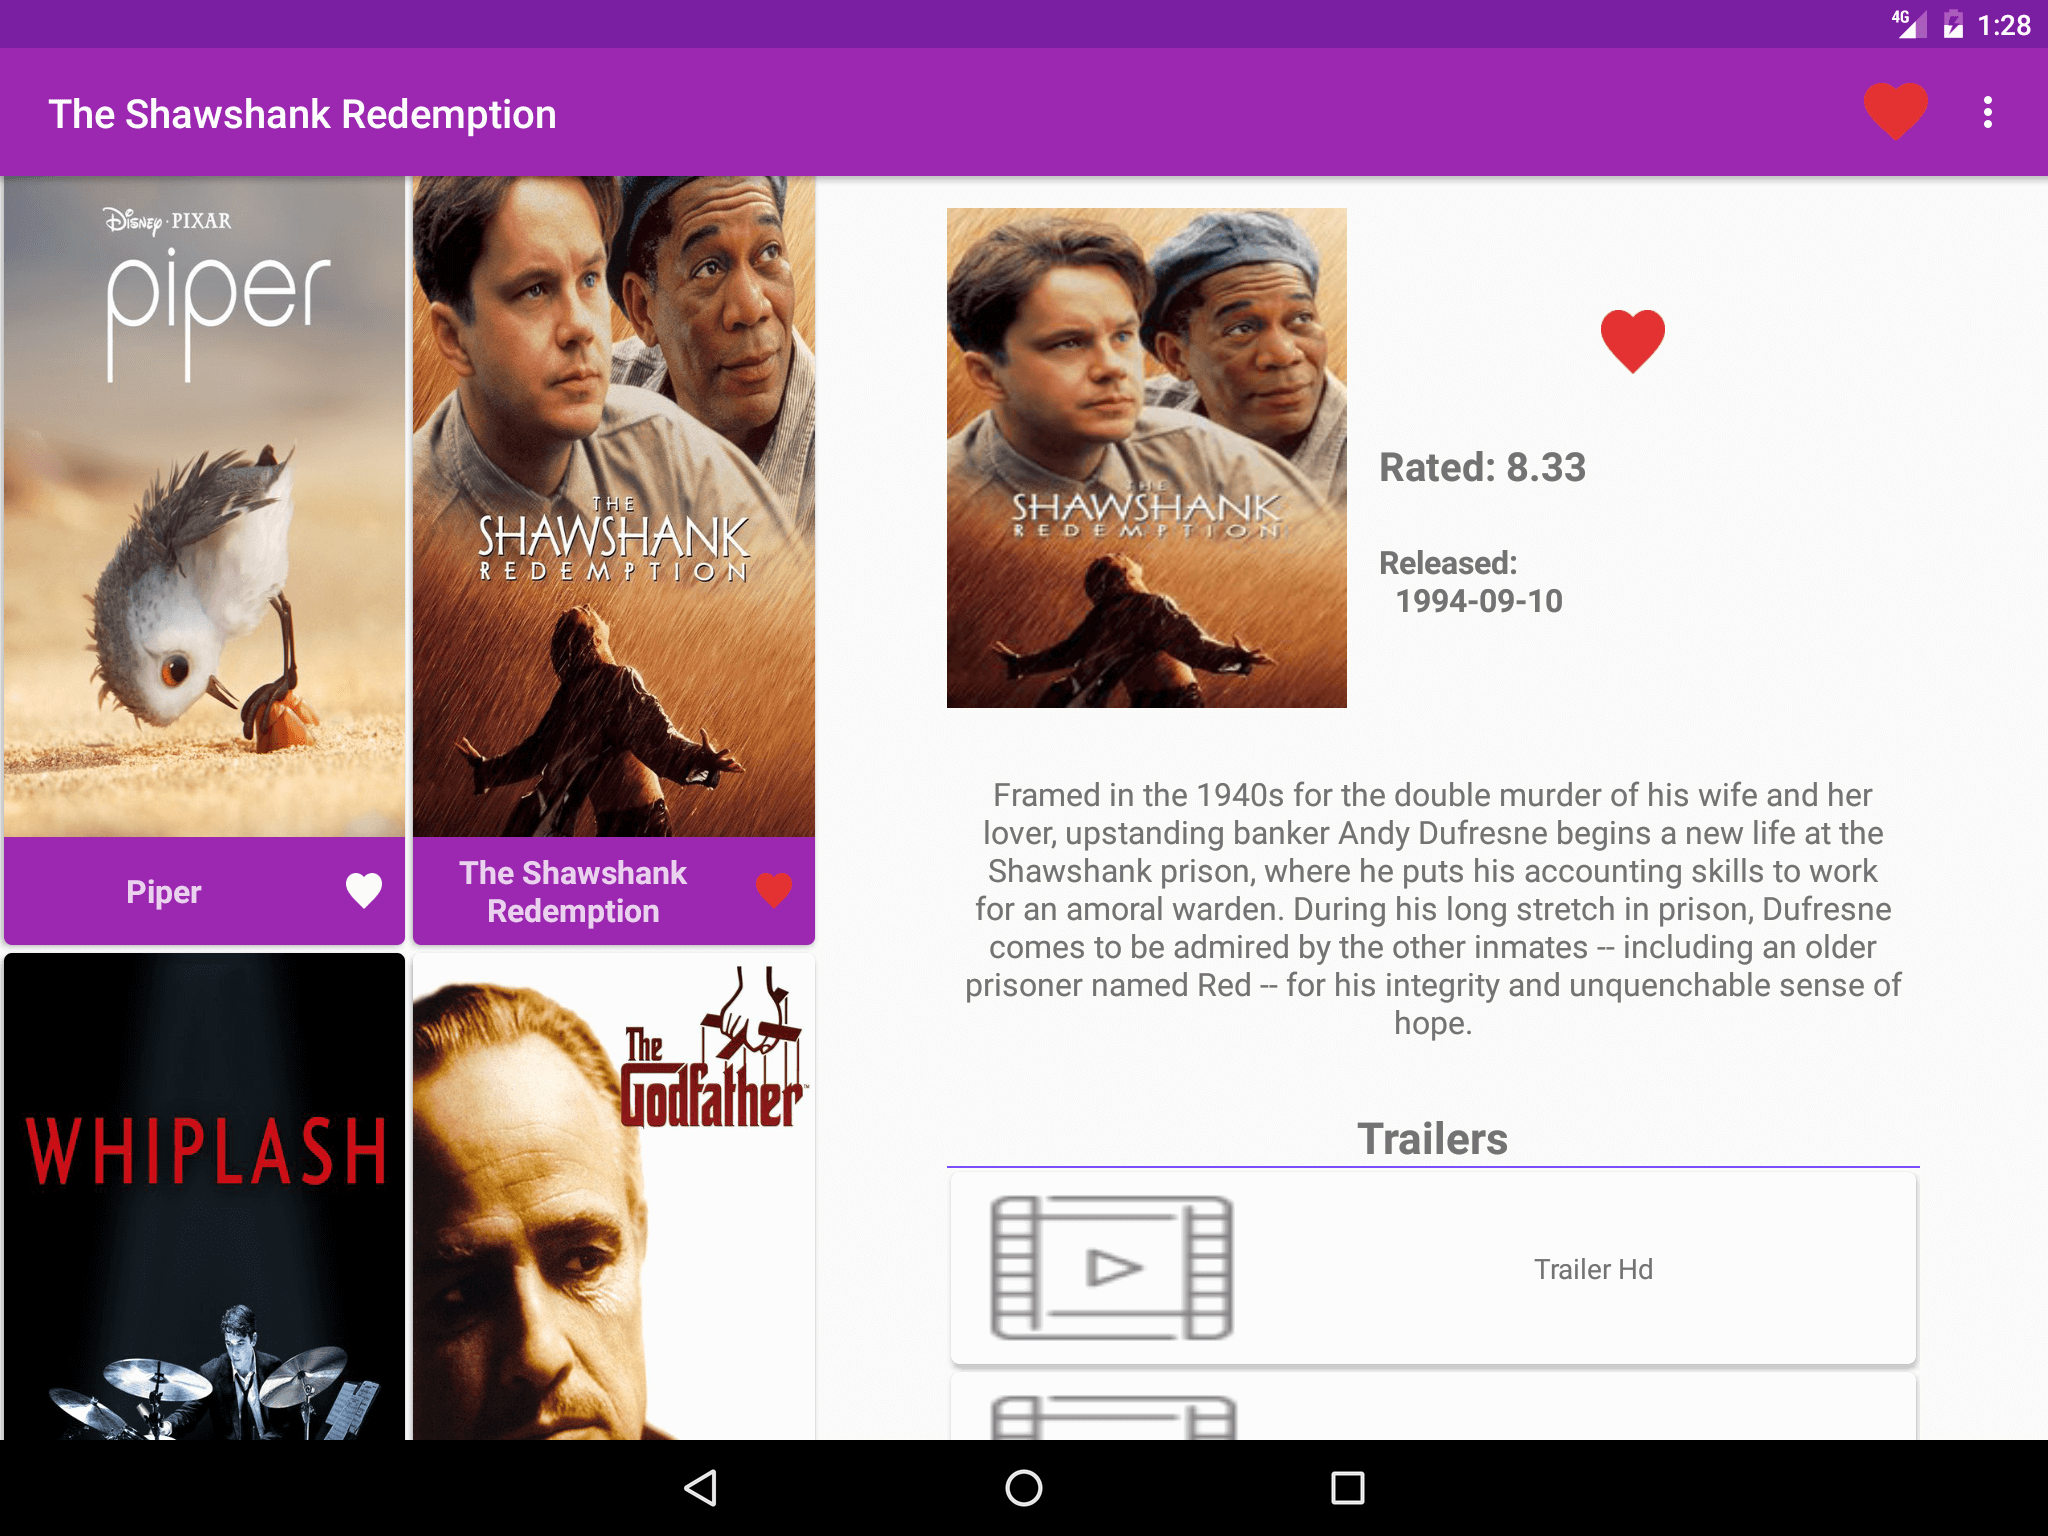 4G
1:28
The Shawshank Redemption
DISNEY · PIXAR
piper
THE
SHAWSHANK
REDEMPTION
Piper
The Shawshank
Redemption
WHIPLASH
The
Godfather™
THE
SHAWSHANK
REDEMPTION
Rated: 8.33
Released:
1994-09-10
Framed in the 1940s for the double murder of his wife and her
lover, upstanding banker Andy Dufresne begins a new life at the
Shawshank prison, where he puts his accounting skills to work
for an amoral warden. During his long stretch in prison, Dufresne
comes to be admired by the other inmates -- including an older
prisoner named Red -- for his integrity and unquenchable sense of
hope.
Trailers
Trailer Hd